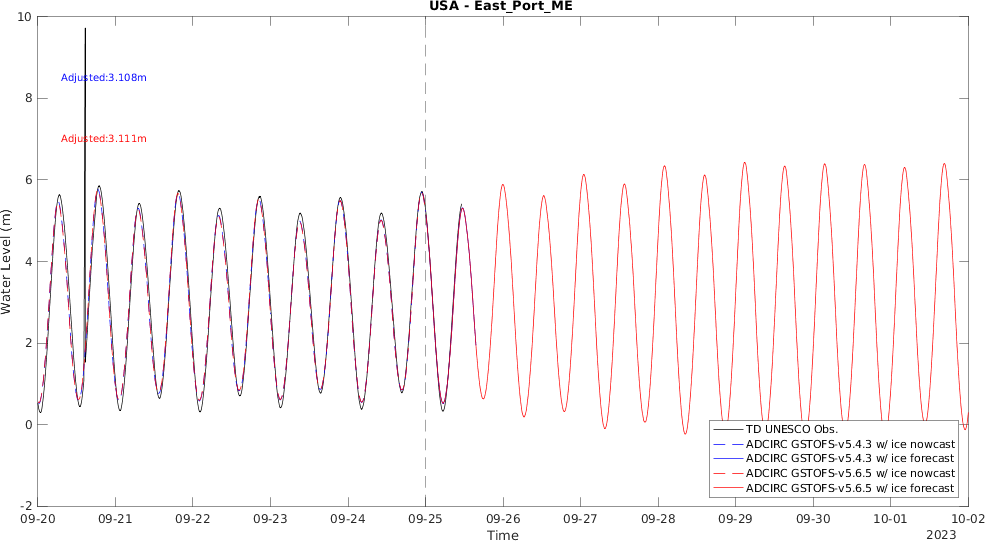 USA - East_Port_ME
Adjusted:3.108m
Adjusted:3.111m
Water Level (m)
10
8
6
4
2
0
-2
TD UNESCO Obs.
ADCIRC GSTOFS-v5.4.3 w/ ice nowcast
ADCIRC GSTOFS-v5.4.3 w/ ice forecast
ADCIRC GSTOFS-v5.6.5 w/ ice nowcast
ADCIRC GSTOFS-v5.6.5 w/ ice forecast
09-20 09-21 09-22 09-23 09-24 09-25 09-26 09-27 09-28 09-29 09-30 10-01 10-02
Time
2023